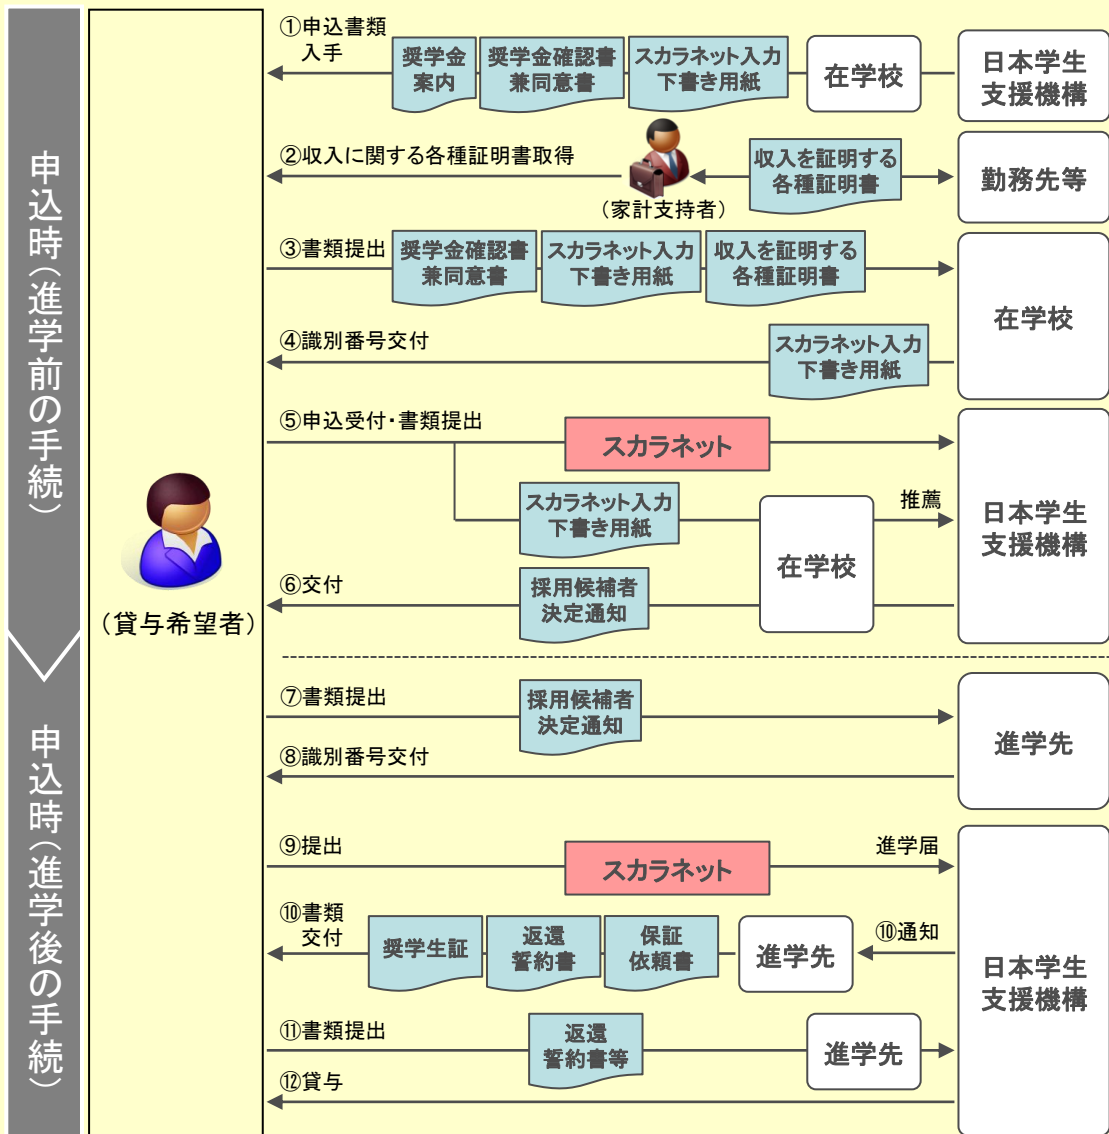 申込時(進学前の手続)
申込時(進学後の手続)
(貸与希望者)
①申込書類
入手
奨学金
案内
奨学金確認書
兼同意書
スカラネット入力
下書き用紙
在学校
日本学生
支援機構
②収入に関する各種証明書取得
(家計支持者)
収入を証明する
各種証明書
勤務先等
③書類提出
奨学金確認書
兼同意書
スカラネット入力
下書き用紙
収入を証明する
各種証明書
在学校
④識別番号交付
スカラネット入力
下書き用紙
⑤申込受付・書類提出
スカラネット
スカラネット入力
下書き用紙
在学校
推薦
日本学生
支援機構
⑥交付
採用候補者
決定通知
⑦書類提出
採用候補者
決定通知
進学先
⑧識別番号交付
⑨提出
スカラネット
進学届
⑩書類
交付
奨学生証
返還
誓約書
保証
依頼書
進学先
⑩通知
日本学生
支援機構
⑪書類提出
返還
誓約書等
進学先
⑫貸与